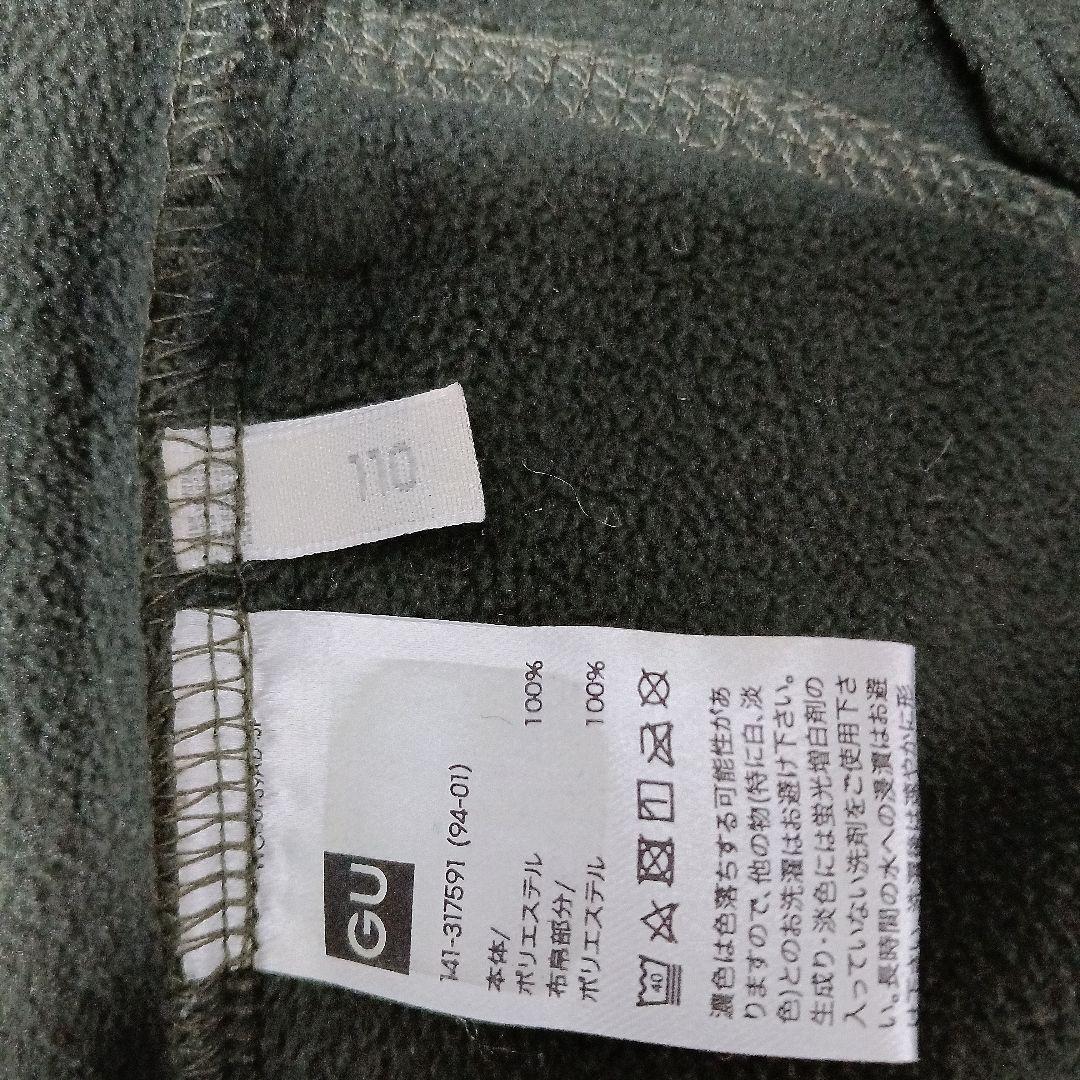 110
GU
141-317591 (94-01)
本体/
ポリエステル 100%
布帛部分/
ポリエステル 100%
40
濃色は色落ちする可能性があ
りますので、他の物(特に白、淡
色)とのお洗濯はお避け下さい。
生成り・淡色には蛍光増白剤の
入っていない洗剤をご使用下さ
い。長時間の水への浸漬はお避